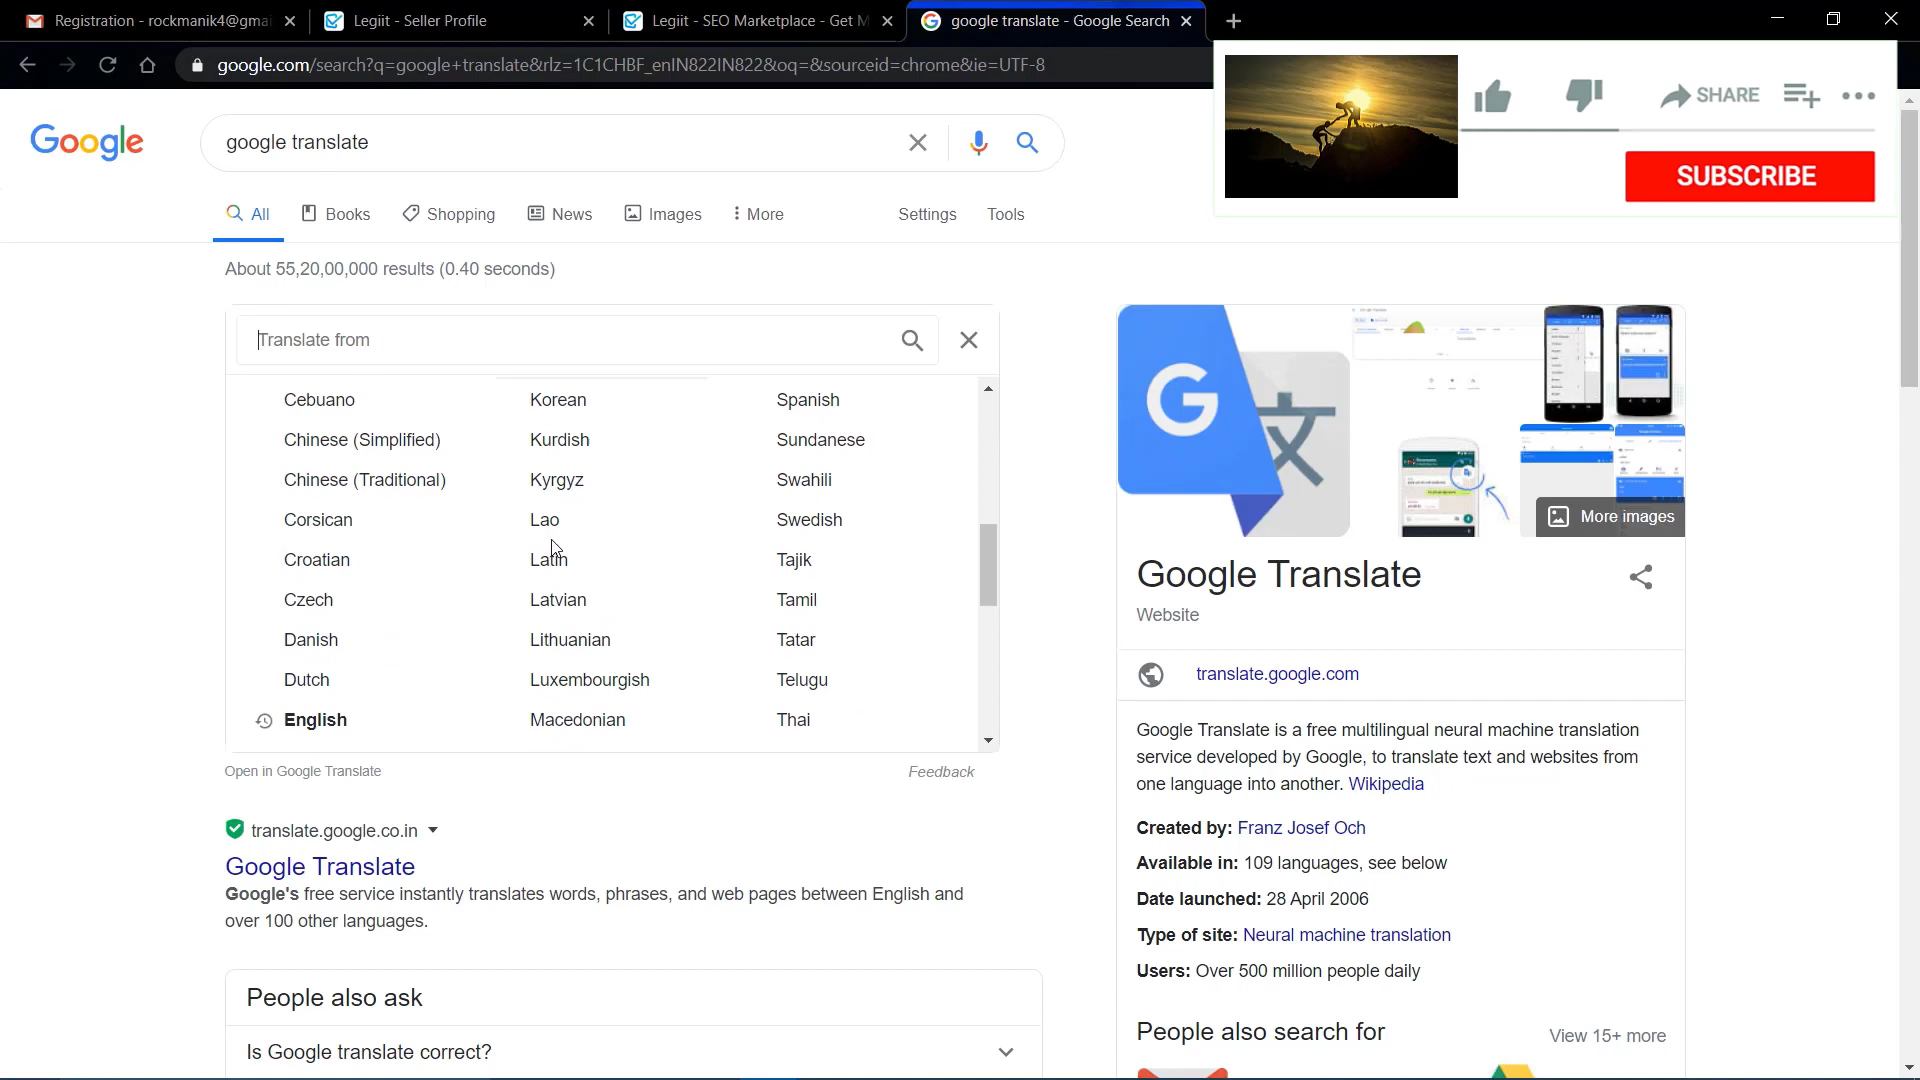 Registration - rockmanik4@gmai
Legiit - Seller Profile
Legiit - SEO Marketplace - Get M
google translate - Google Search
google.com/search?q=google+translate&rlz=1C1CHBF_enIN822IN822&oq=&sourceid=chrome&ie=UTF-8
SHARE
SUBSCRIBE
Google
google translate
All
Books
Shopping
News
Images
More
Settings
Tools
About 55,20,00,000 results (0.40 seconds)
Translate from
Cebuano Korean Spanish
Chinese (Simplified) Kurdish Sundanese
Chinese (Traditional) Kyrgyz Swahili
Corsican Lao Swedish
Croatian Latin Tajik
Czech Latvian Tamil
Danish Lithuanian Tatar
Dutch Luxembourgish Telugu
English Macedonian Thai
Open in Google Translate
Feedback
translate.google.co.in
Google Translate
Google's free service instantly translates words, phrases, and web pages between English and
over 100 other languages.
People also ask
Is Google translate correct?
G
文
More images
Google Translate
Website
translate.google.com
Google Translate is a free multilingual neural machine translation
service developed by Google, to translate text and websites from
one language into another. Wikipedia
Created by: Franz Josef Och
Available in: 109 languages, see below
Date launched: 28 April 2006
Type of site: Neural machine translation
Users: Over 500 million people daily
People also search for
View 15+ more